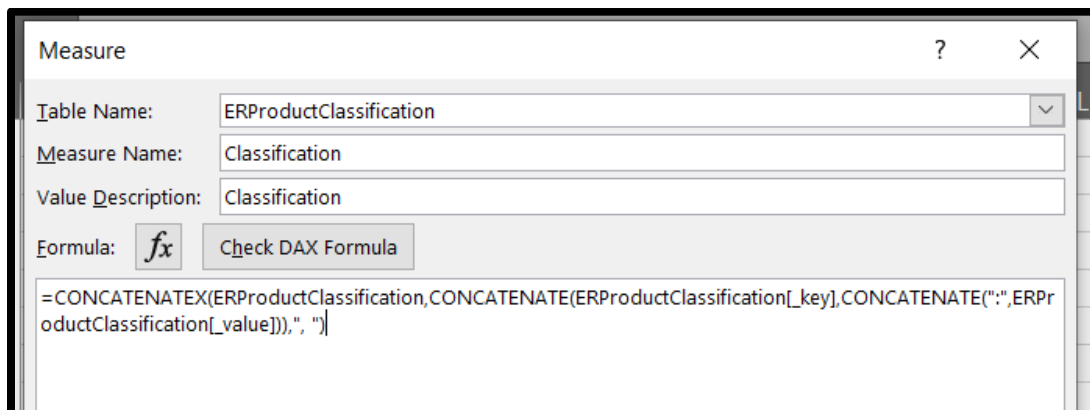 Measure ?
Table Name: ERProductClassification
Measure Name: Classification
Value Description: Classification
Formula: fx Check DAX Formula
=CONCATENATEX(ERProductClassification,CONCATENATE(ERProductClassification[_key],CONCATENATE(":",ERPr
oductClassification[_value])),", ")
L